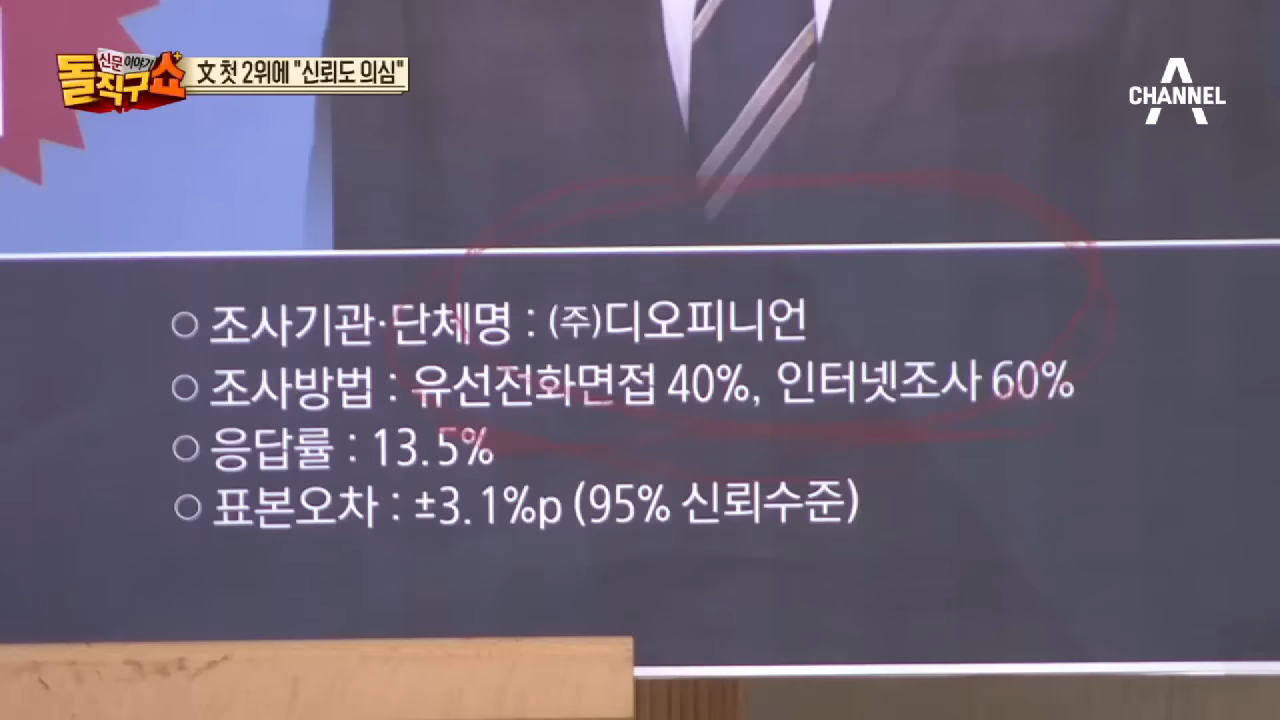 신문이야기
돌직구쇼+
文 첫 2위에 "신뢰도 의심"
CHANNEL A
○ 조사기관·단체명 : (주)디오피니언
○ 조사방법 : 유선전화면접 40%, 인터넷조사 60%
○ 응답률 : 13.5%
○ 표본오차 : ±3.1%p (95% 신뢰수준)